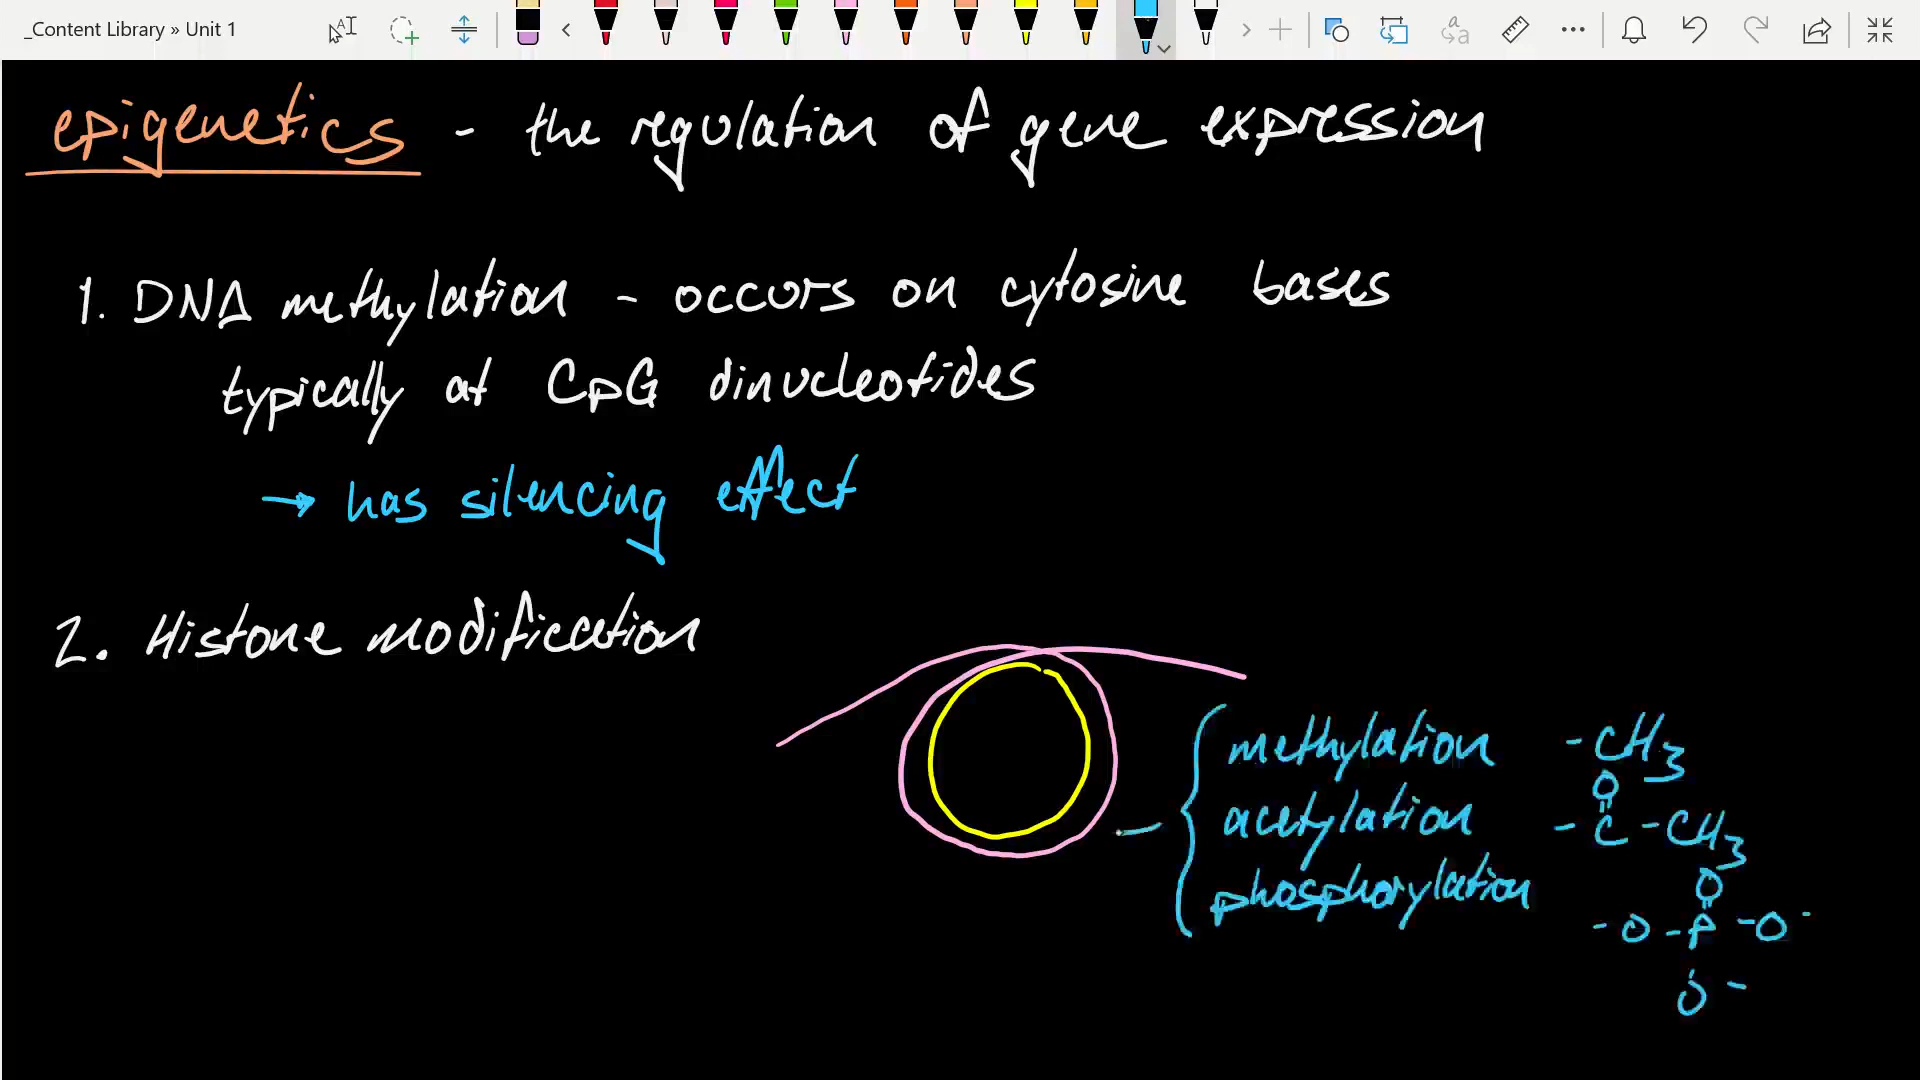 _Content Library » Unit 1
epigenetics - the regulation of gene expression
1. DNA methylation - occurs on cytosine bases
typically at CpG dinucleotides
→ has silencing effect
2. Histone modification
methylation -CH3
O
acetylation - C - CH3
O
phosphorylation - O - P - O -
O -